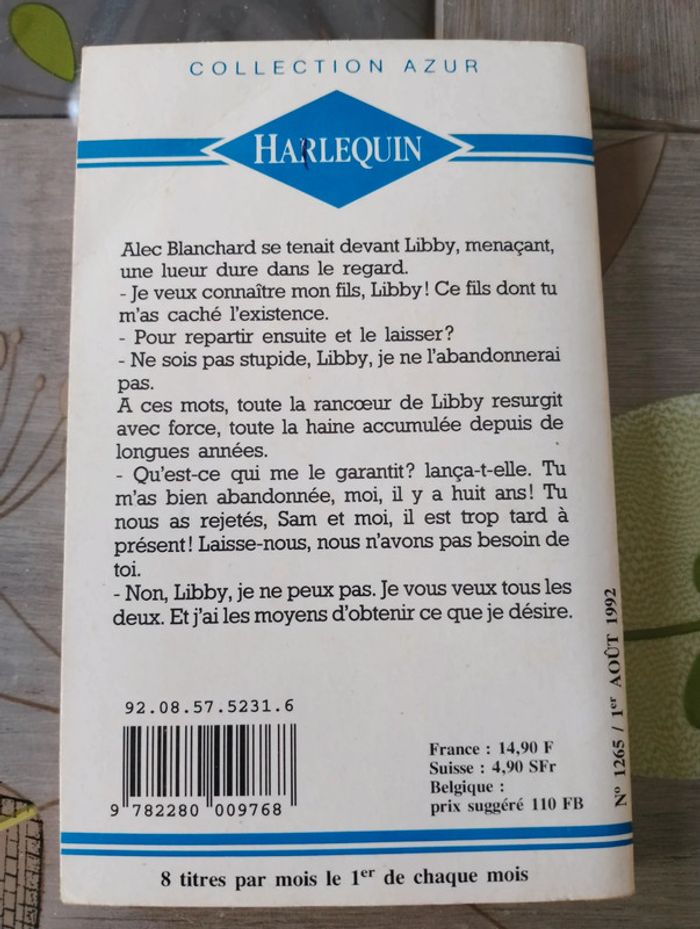 COLLECTION AZUR
HARLEQUIN
Alec Blanchard se tenait devant Libby, menaçant,
une lueur dure dans le regard.
- Je veux connaître mon fils, Libby! Ce fils dont tu
m'as caché l'existence.
- Pour repartir ensuite et le laisser?
- Ne sois pas stupide, Libby, je ne l'abandonnerai
pas.
A ces mots, toute la rancœur de Libby resurgit
avec force, toute la haine accumulée depuis de
longues années.
- Qu'est-ce qui me le garantit? lança-t-elle. Tu
m'as bien abandonnée, moi, il y a huit ans! Tu
nous as rejetés, Sam et moi, il est trop tard à
présent! Laisse-nous, nous n'avons pas besoin de
toi.
- Non, Libby, je ne peux pas. Je vous veux tous les
deux. Et j'ai les moyens d'obtenir ce que je désire.
92.08.57.5231.6
9 782280 009768
France : 14,90 F
Suisse : 4,90 SFr
Belgique :
prix suggéré 110 FB
N° 1265 / 1er AOÛT 1992
8 titres par mois le 1er de chaque mois